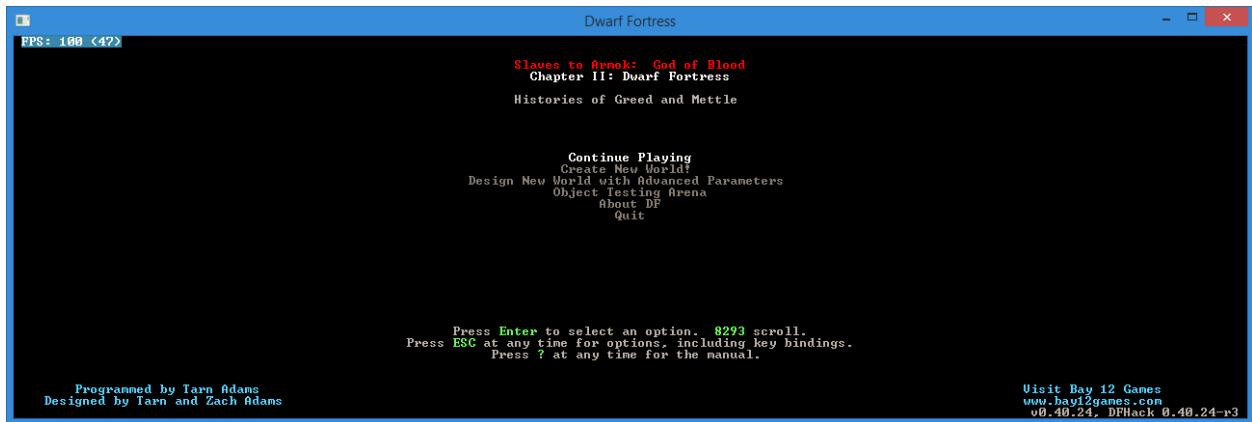 Dwarf Fortress
FPS: 100 (47)
Slaves to Armok: God of Blood
Chapter II: Dwarf Fortress
Histories of Greed and Mettle
Continue Playing
Create New World!
Design New World with Advanced Parameters
Object Testing Arena
About DF
Quit
Press Enter to select an option. 8293 scroll.
Press ESC at any time for options, including key bindings.
Press ? at any time for the manual.
Programmed by Tarn Adams
Designed by Tarn and Zach Adams
Visit Bay 12 Games
www.bay12games.com
v0.40.24, DFHack 0.40.24-r3